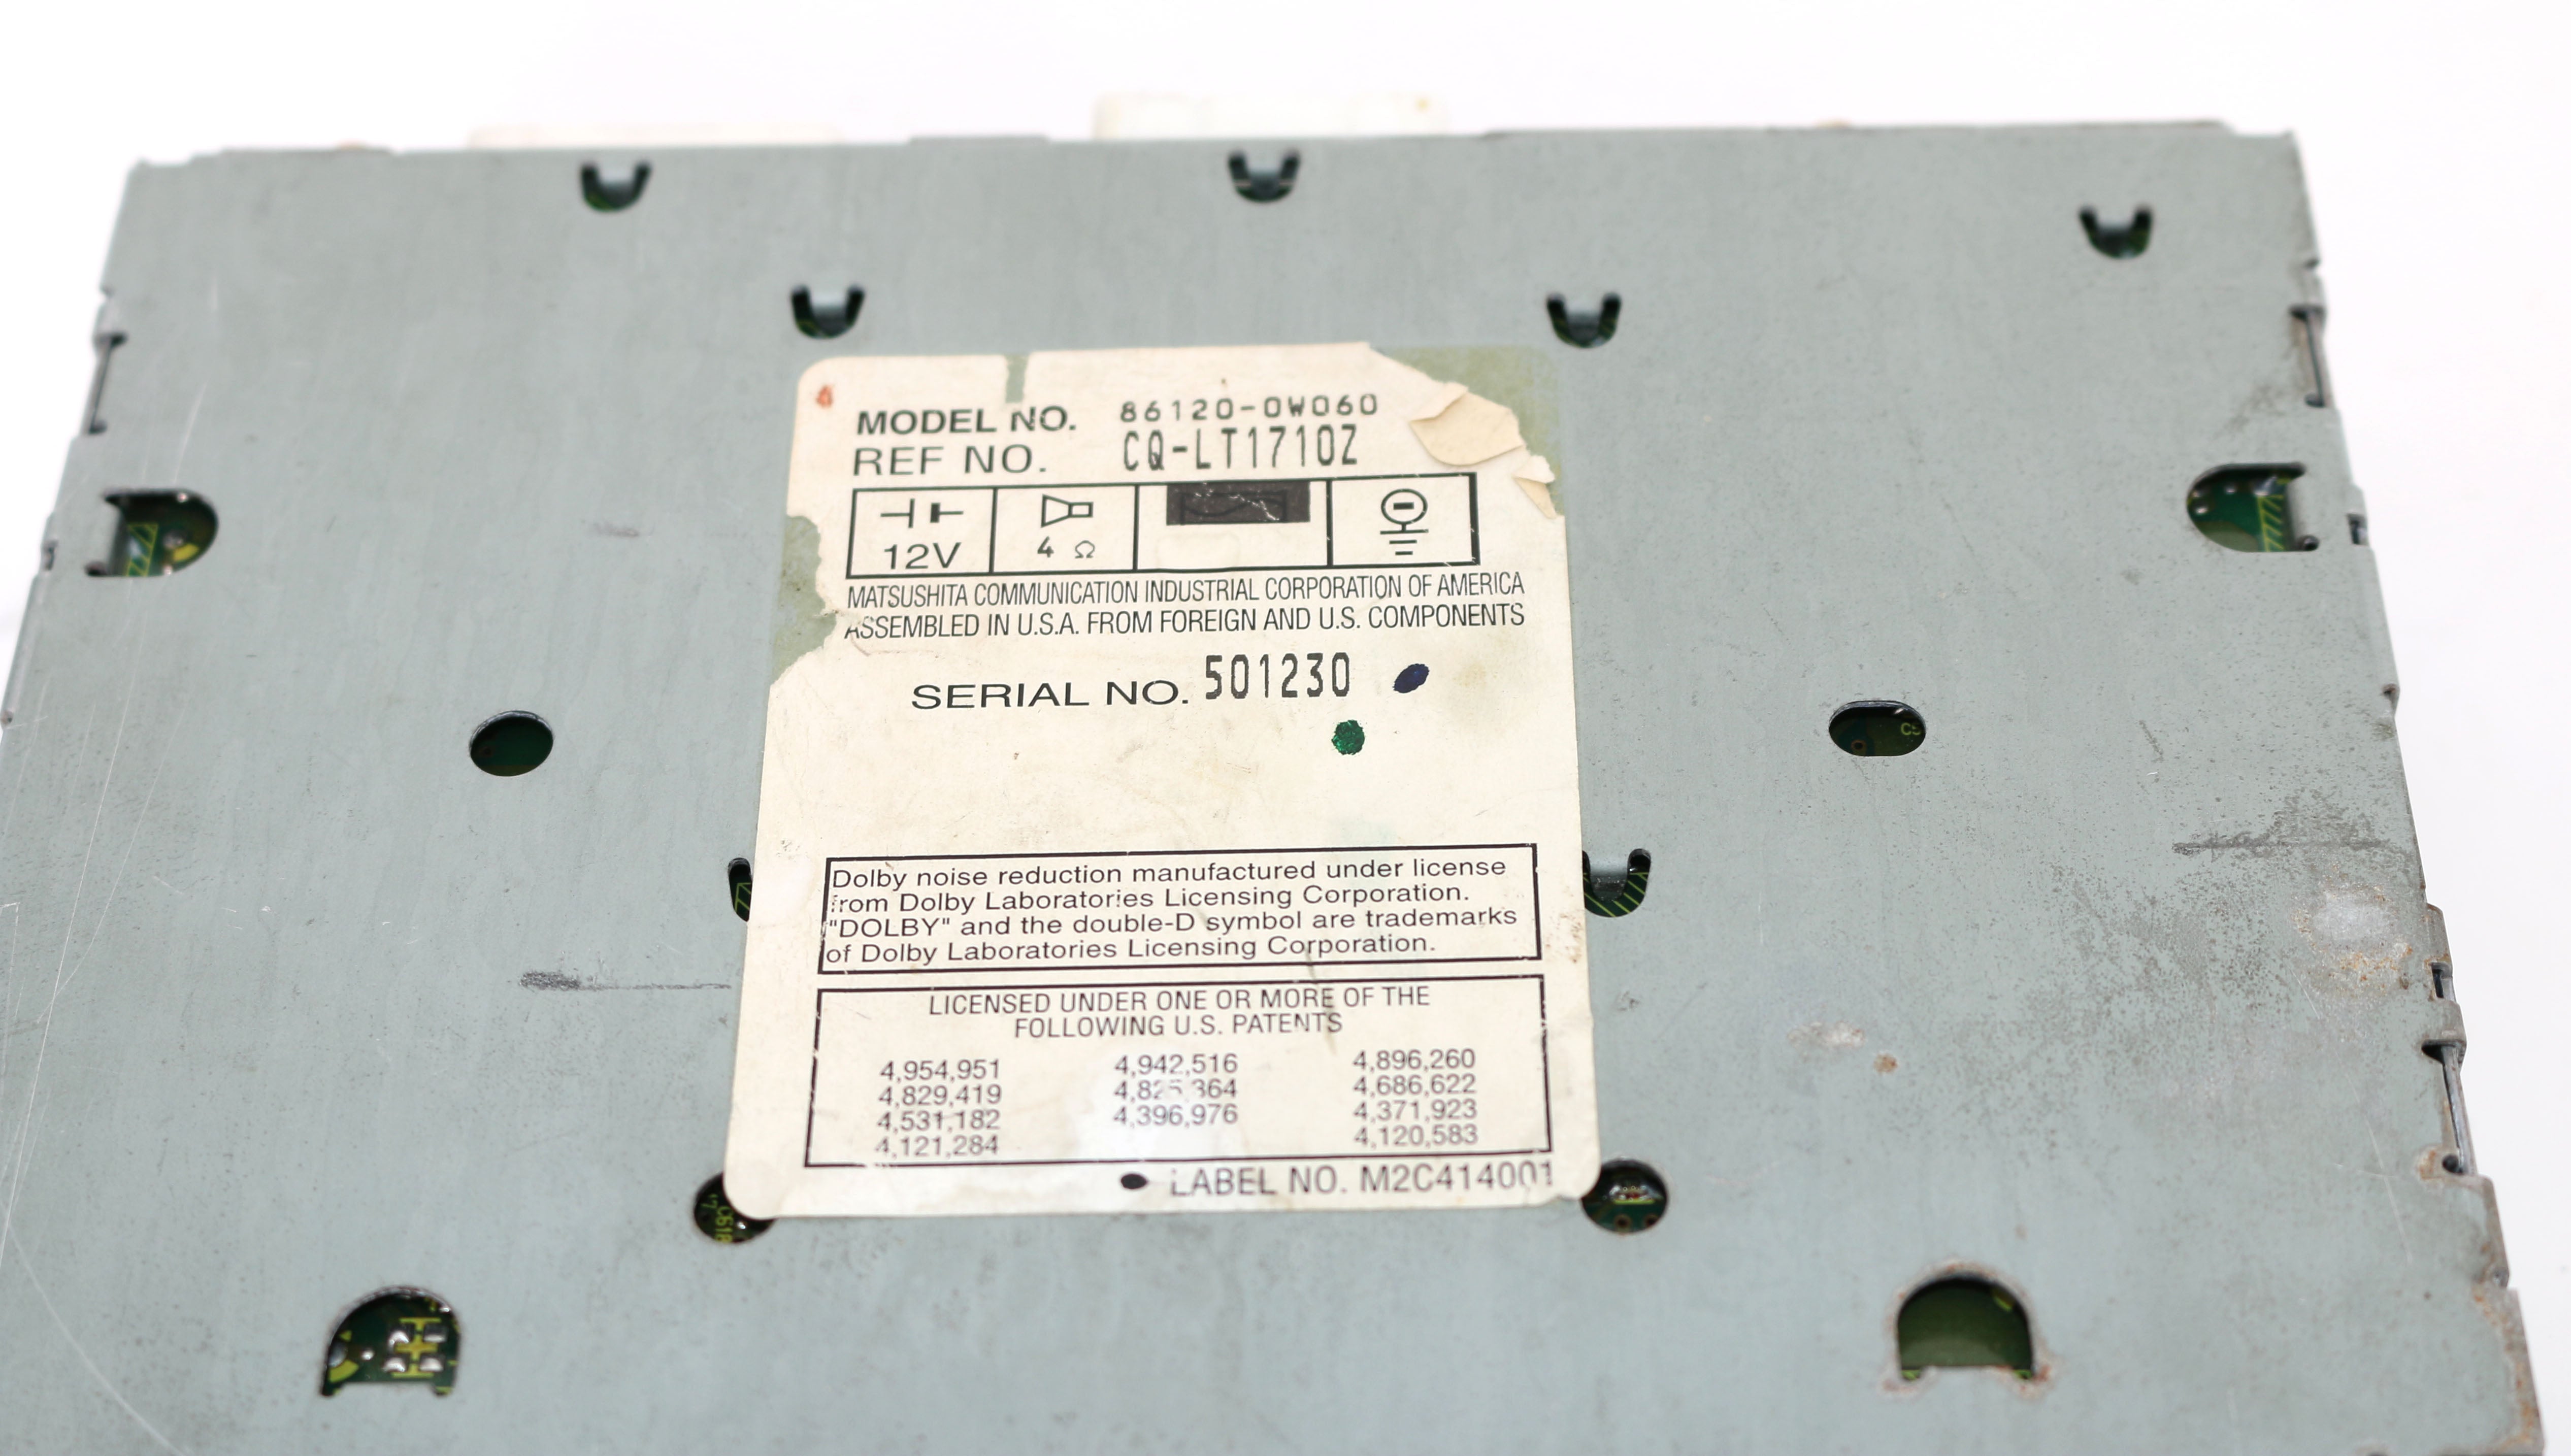 MODEL NO. 86120-0W060
REF NO. CQ-LT1710Z
12V
4 Ω
MATSUSHITA COMMUNICATION INDUSTRIAL CORPORATION OF AMERICA
ASSEMBLED IN U.S.A. FROM FOREIGN AND U.S. COMPONENTS
SERIAL NO. 501230
Dolby noise reduction manufactured under license
from Dolby Laboratories Licensing Corporation.
"DOLBY" and the double-D symbol are trademarks
of Dolby Laboratories Licensing Corporation.
LICENSED UNDER ONE OR MORE OF THE
FOLLOWING U.S. PATENTS
4,954,951 4,942,516 4,896,260
4,829,419 4,686,622
4,531,182 4,396,976 4,371,923
4,121,284 4,120,583
LABEL NO. M2C414001